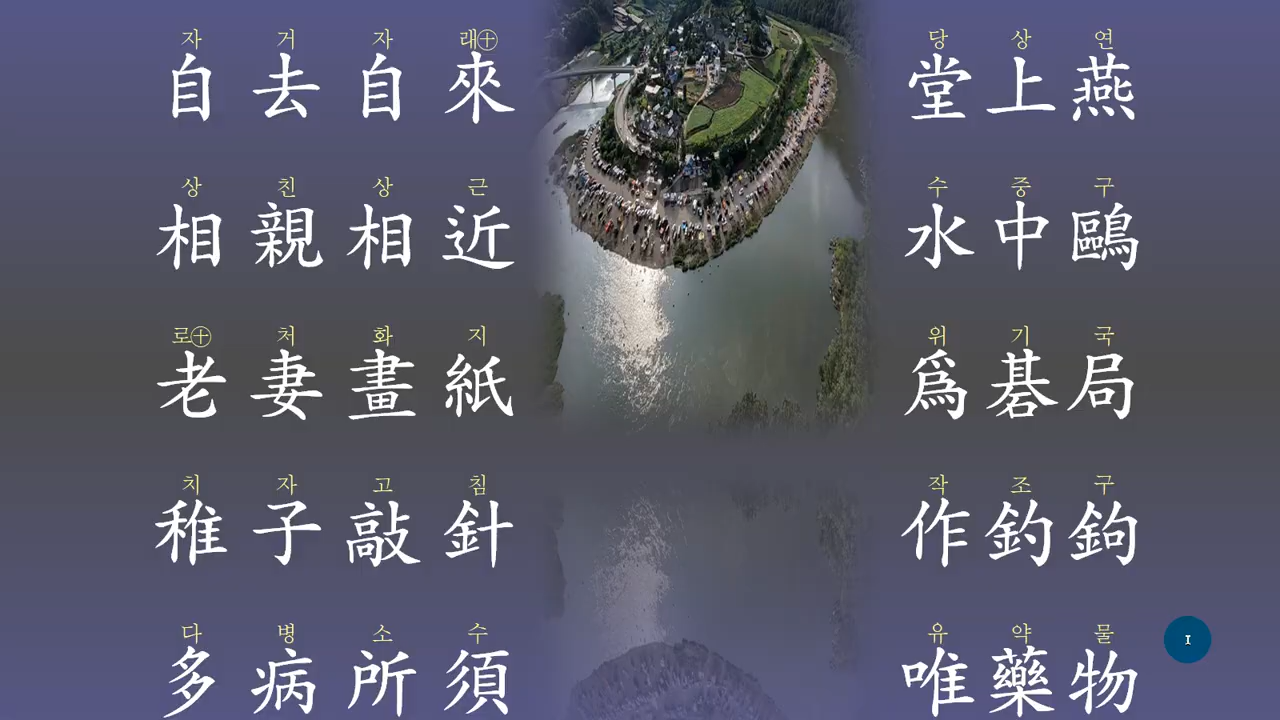 자 거 자 래㊉ 당 상 연
自 去 自 來 堂 上 燕
상 친 상 근 수 중 구
相 親 相 近 水 中 鷗
로㊉ 처 화 지 위 기 국
老 妻 畫 紙 爲 碁 局
치 자 고 침 작 조 구
稚 子 敲 針 作 釣 鉤
다 병 소 수 유 약 물
多 病 所 須 唯 藥 物